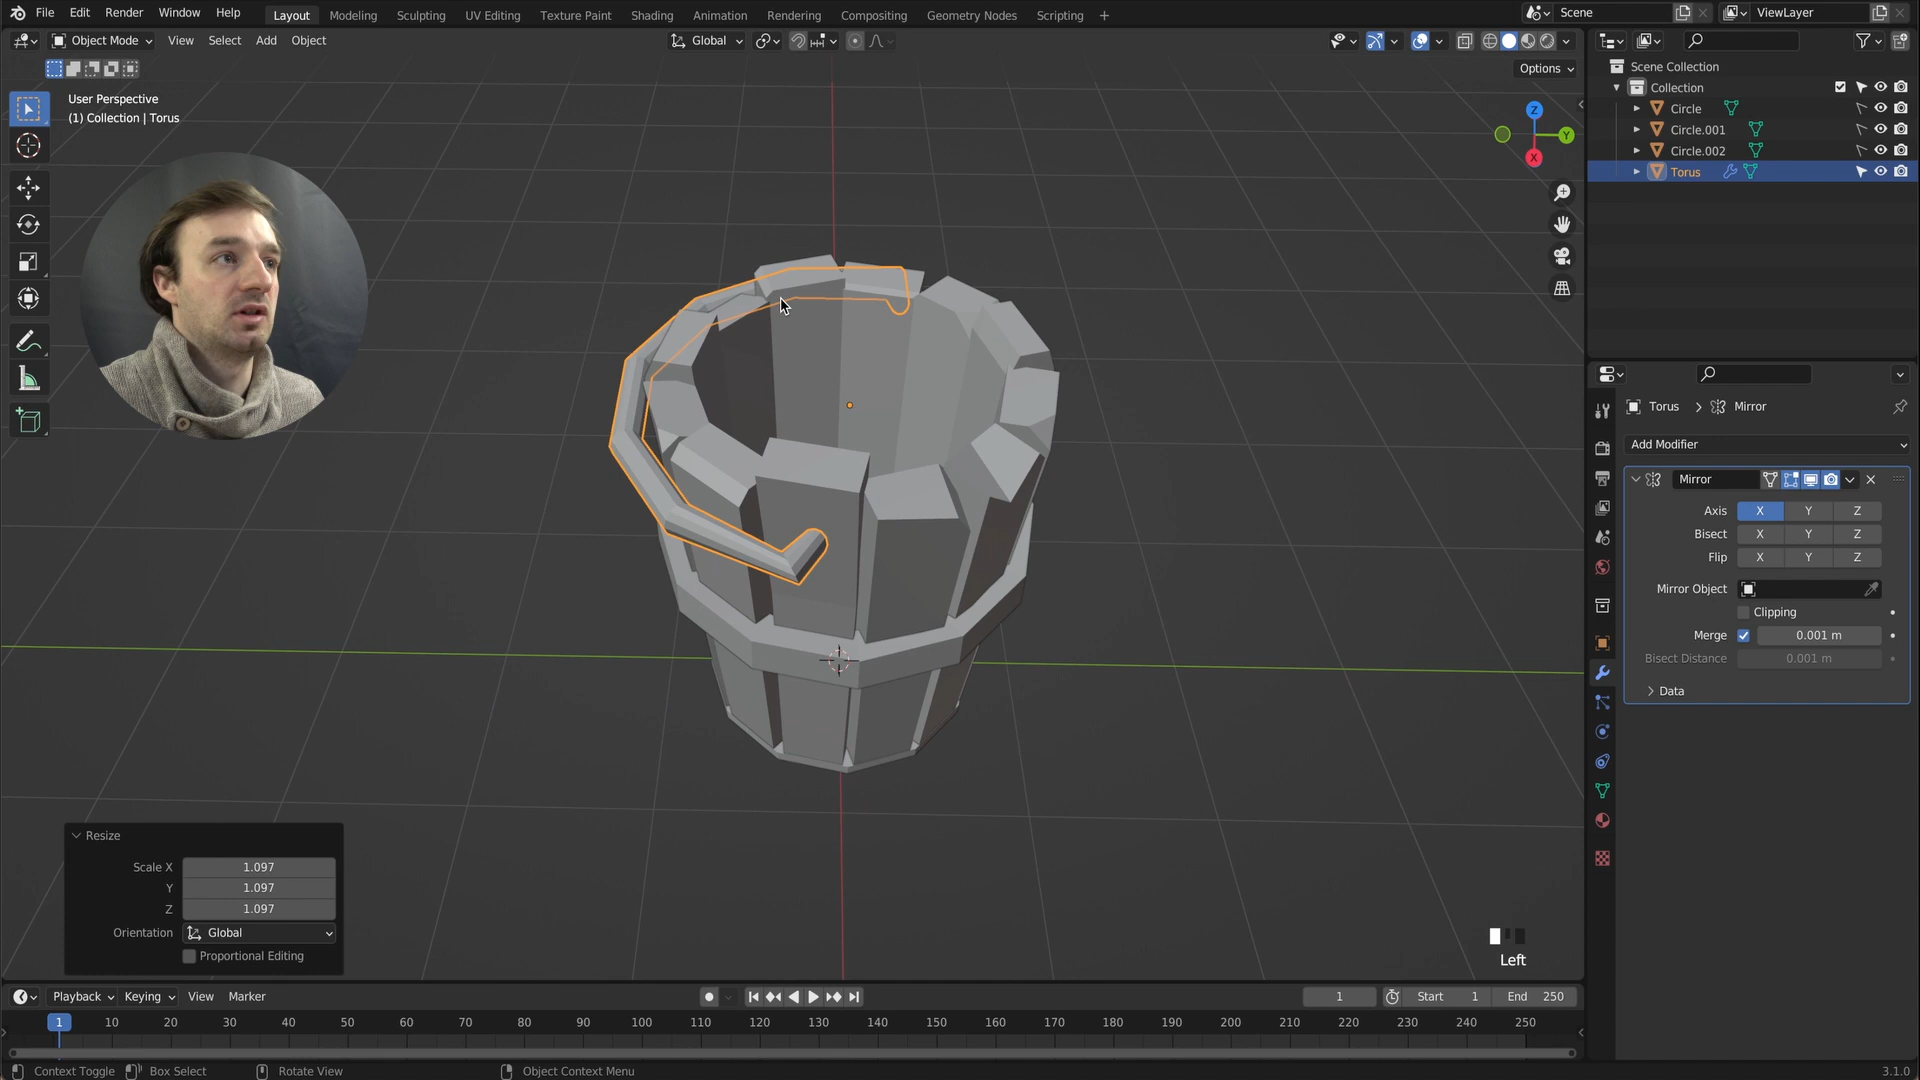 File Edit Render Window Help Layout Modeling Sculpting UV Editing Texture Paint Shading Animation Rendering Compositing Geometry Nodes Scripting + Scene ViewLayer
Object Mode View Select Add Object Global
Options
User Perspective
(1) Collection | Torus
Z
Y
X
Scene Collection
Collection
Circle
Circle.001
Circle.002
Torus
Torus > Mirror
Add Modifier
Mirror
Axis X Y Z
Bisect X Y Z
Flip X Y Z
Mirror Object
Clipping
Merge 0.001 m
Bisect Distance 0.001 m
Data
Resize
Scale X 1.097
Y 1.097
Z 1.097
Orientation Global
Proportional Editing
Left
Playback Keying View Marker 1 Start 1 End 250
1 10 20 30 40 50 60 70 80 90 100 110 120 130 140 150 160 170 180 190 200 210 220 230 240 250
Context Toggle Box Select Rotate View Object Context Menu 3.1.0